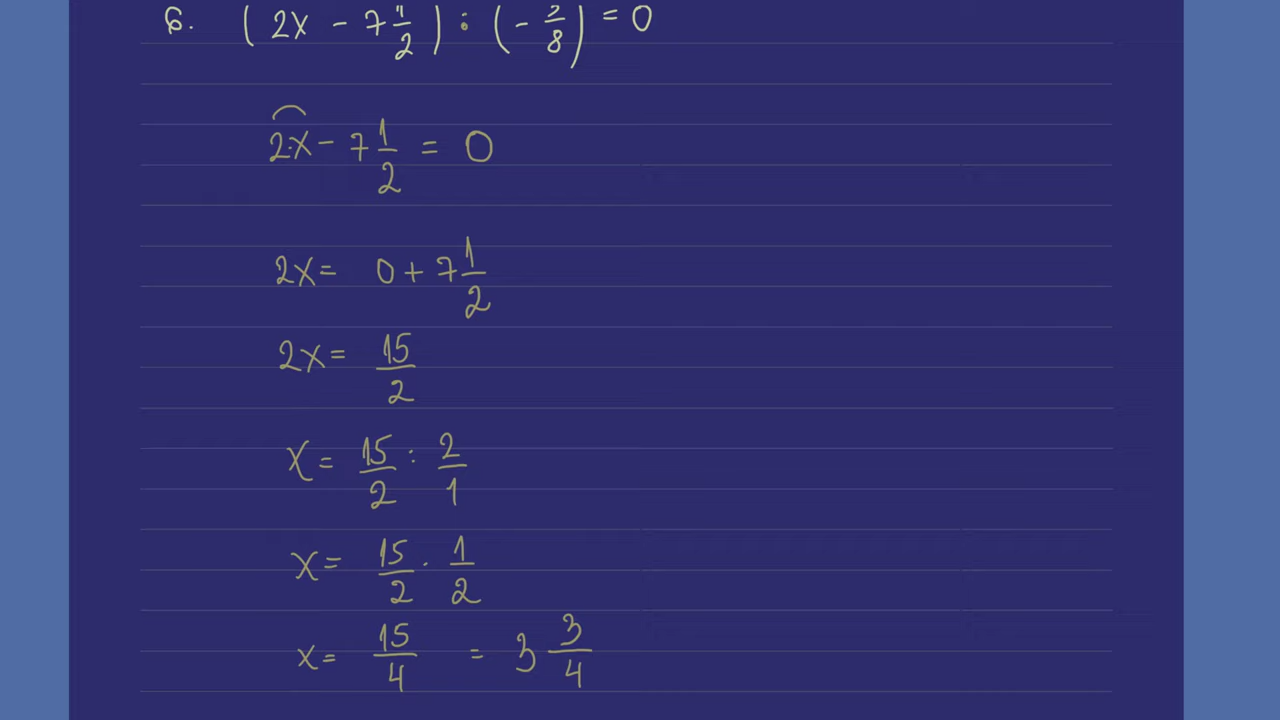 6. (2x - 7 1/2) : (- 7/8) = 0
2·x - 7 1/2 = 0
2x = 0 + 7 1/2
2x = 15/2
x = 15/2 : 2/1
x = 15/2 · 1/2
x = 15/4 = 3 3/4